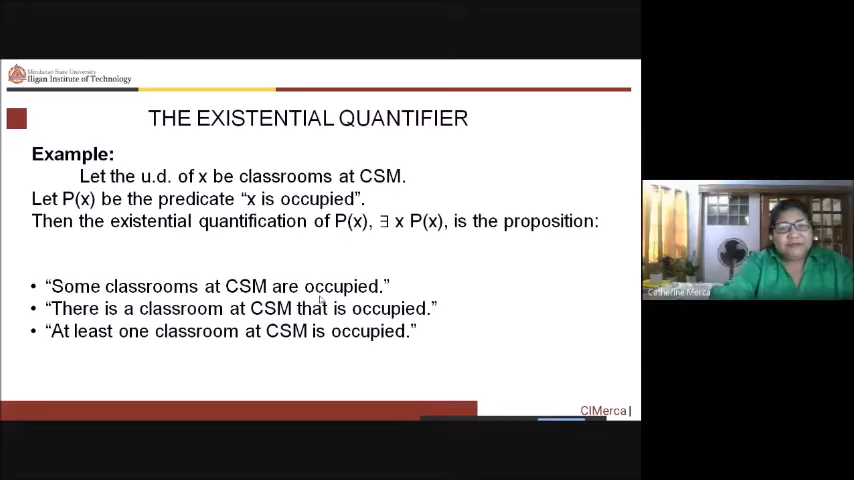 Mindanao State University
Iligan Institute of Technology
THE EXISTENTIAL QUANTIFIER
Example:
Let the u.d. of x be classrooms at CSM.
Let P(x) be the predicate “x is occupied”.
Then the existential quantification of P(x), ∃ x P(x), is the proposition:
• “Some classrooms at CSM are occupied.”
• “There is a classroom at CSM that is occupied.”
• “At least one classroom at CSM is occupied.”
Catherine Merca
CIMerca|